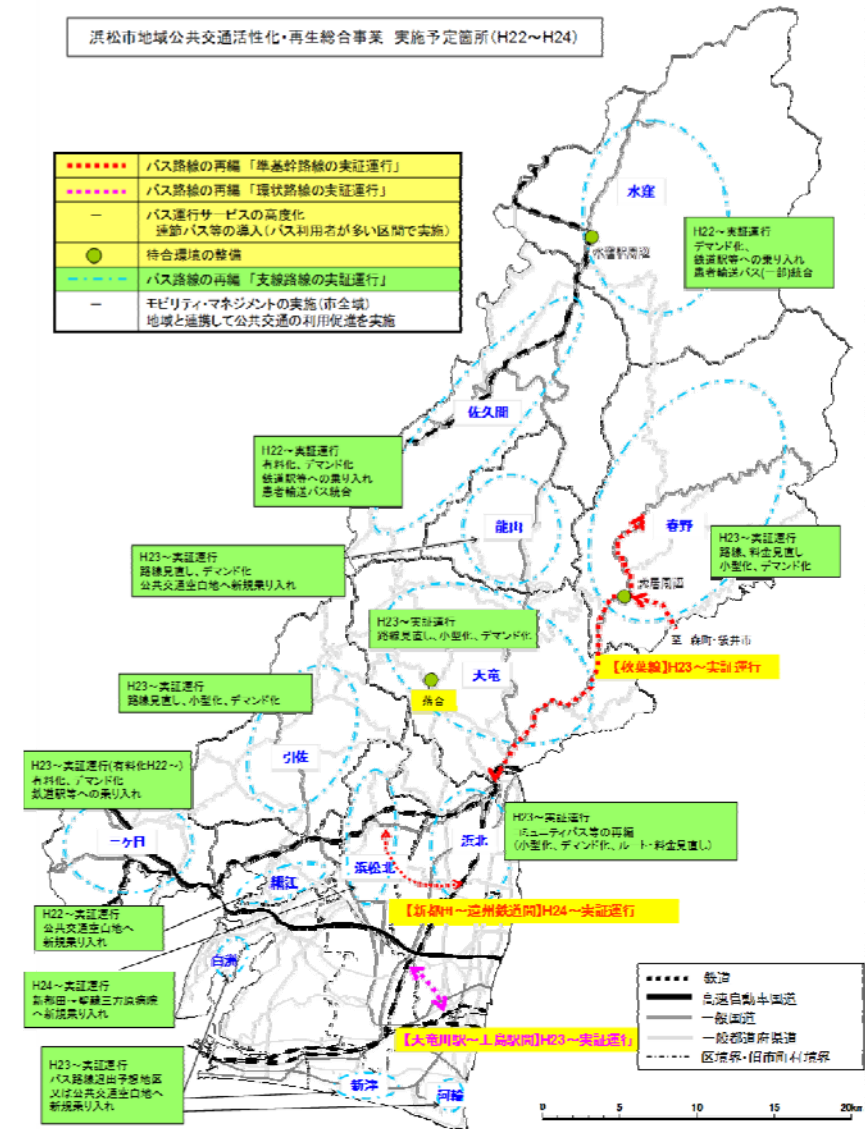 浜松市地域公共交通活性化・再生総合事業 実施予定箇所(H22～H24)
バス路線の再編「準基幹路線の実証運行」
バス路線の再編「環状路線の実証運行」
バス運行サービスの高度化
連節バス等の導入(バス利用者が多い区間で実施)
待合環境の整備
バス路線の再編「支線路線の実証運行」
モビリティ・マネジメントの実施(市全域)
地域と連携して公共交通の利用促進を実施
水窪
水窪駅周辺
H22～実証運行
デマンド化、
鉄道駅等への乗り入れ
患者輸送バス(一部)統合
佐久間
H22～実証運行
有料化、デマンド化
鉄道駅等への乗り入れ
患者輸送バス統合
龍山
春野
H23～実証運行
路線、料金見直し
小型化、デマンド化
H23～実証運行
路線見直し、デマンド化
公共交通空白地へ新規乗り入れ
周辺
至 森町・袋井市
H23～実証運行
路線見直し、小型化、デマンド化
【秋葉線】H23～実証運行
天竜
落合
H23～実証運行
路線見直し、小型化、デマンド化
引佐
H23～実証運行(有料化H22～)
有料化、デマンド化
鉄道駅等への乗り入れ
H23～実証運行
ミューティバス等の再編
(小型化、デマンド化、ルート・料金見直し)
三ヶ日
浜北
浜松北
細江
【新都田～遠州鉄道間】H24～実証運行
H22～実証運行
公共交通空白地へ
新規乗り入れ
白洲
H24～実証運行
新都田～聖隷三方原病院
へ新規乗り入れ
鉄道
高速自動車国道
一般国道
一般都道府県道
区境界・旧市町村境界
【天竜川駅～上島駅間】H23～実証運行
H23～実証運行
バス路線退出予想地区
又は公共交通空白地へ
新規乗り入れ
新津
河輪
0 5 10 15 20km